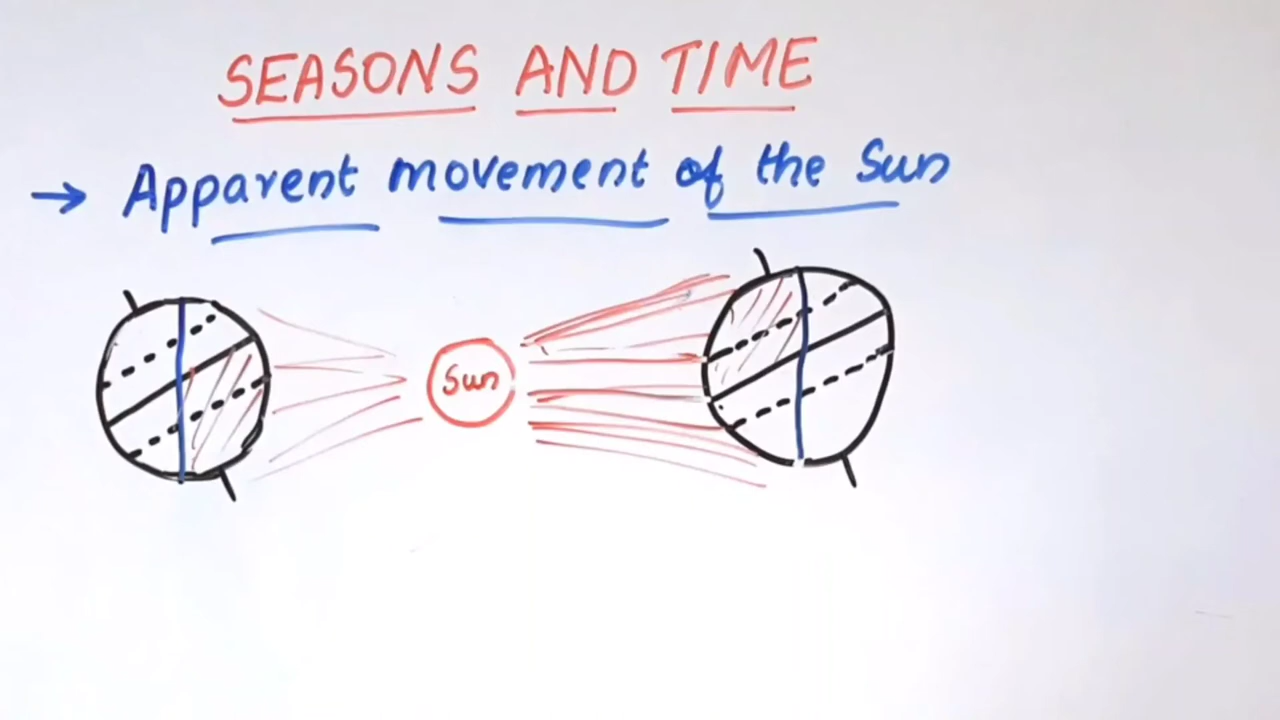 SEASONS AND TIME
→ Apparent movement of the Sun
Sun